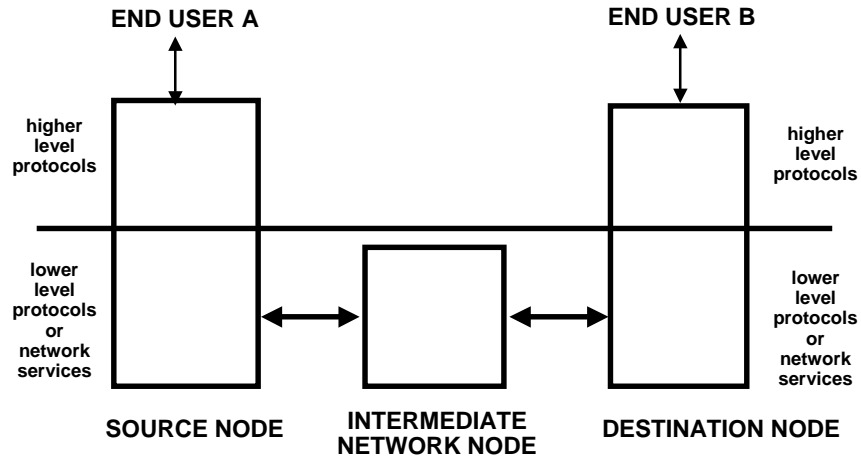 END USER A
END USER B
higher
level
protocols
higher
level
protocols
lower
level
protocols
or
network
services
lower
level
protocols
or
network
services
SOURCE NODE
INTERMEDIATE
NETWORK NODE
DESTINATION NODE